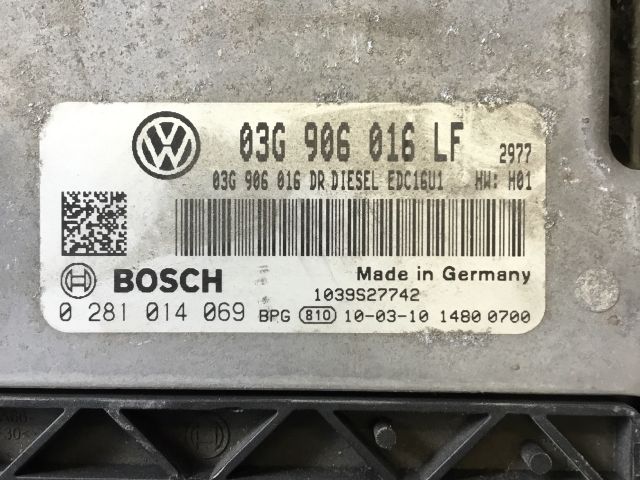 03G 906 016 LF 2977
03G 906 016 DR DIESEL EDC16U1 HW: H01
BOSCH
Made in Germany
1039S27742
0 281 014 069 BPG 810 10-03-10 1480 0700